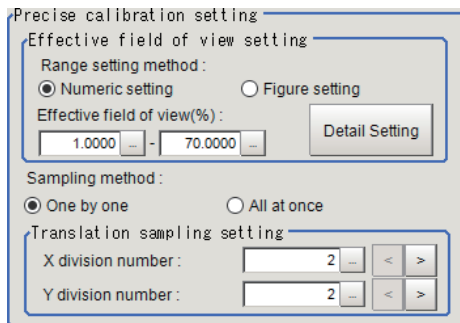 Precise calibration setting
Effective field of view setting
Range setting method :
Numeric setting Figure setting
Effective field of view(%) :
1.0000 ... - 70.0000 ... Detail Setting
Sampling method :
One by one All at once
Translation sampling setting
X division number : 2 ... < >
Y division number : 2 ... < >